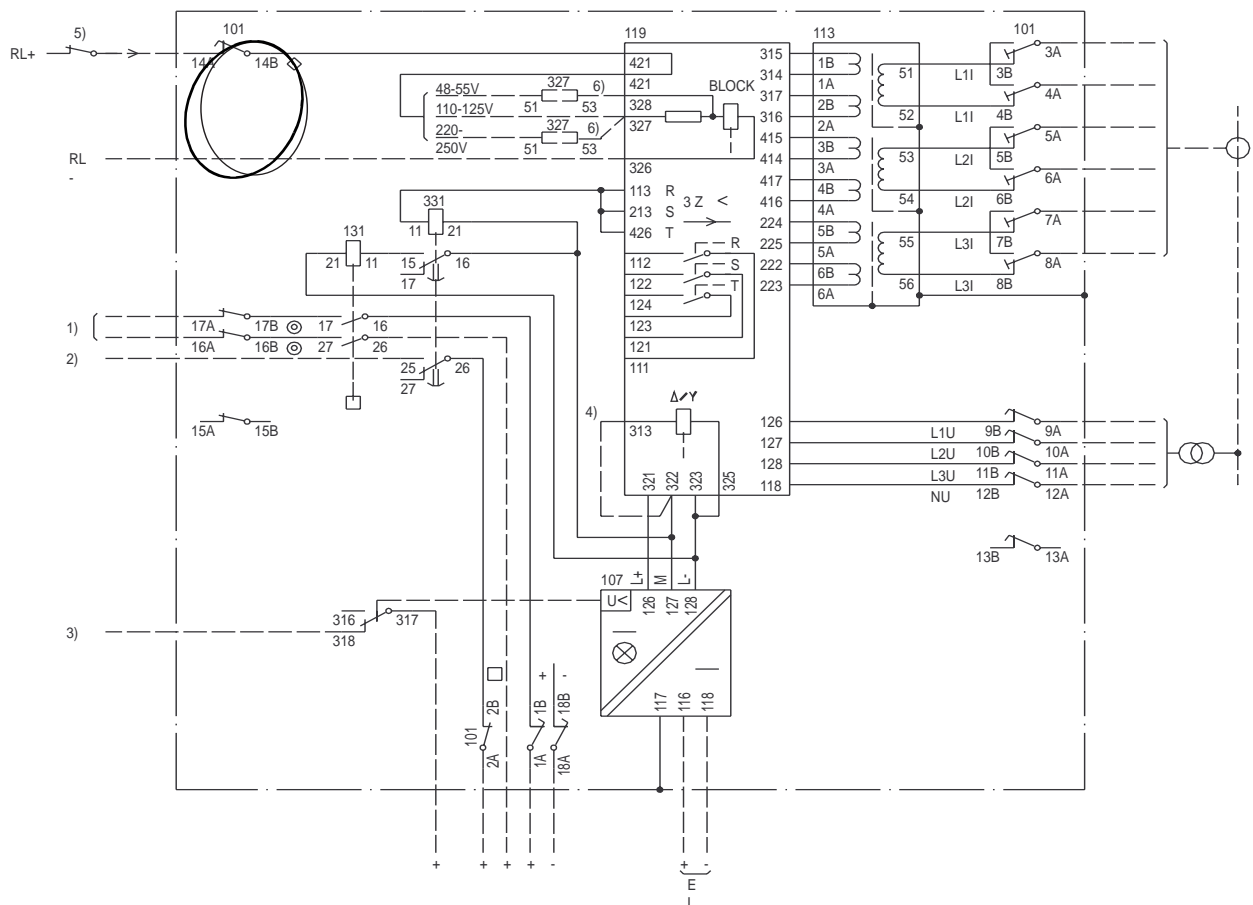 5)
RL+
101
14A 14B
119
421
421
328
327
326
48-55V
110-125V
220-
250V
327
51 53
6)
327
51 53
6)
BLOCK
RL
-
113 R
213 S
426 T
3 Z <
R
S
T
112
122
124
123
121
111
315
314
317
316
415
414
417
416
224
225
222
223
113
1B
1A
2B
2A
3B
3A
4B
4A
5B
5A
6B
6A
51
52
53
54
55
56
L1I
L1I
L2I
L2I
L3I
L3I
101
3A
3B
4A
4B
5A
5B
6A
6B
7A
7B
8A
8B
331
11 21
131
21 11
15 16
17
1)
17A 17B 17 16
16A 16B 27 26
2)
25 26
27
15A 15B
4)
Δ/Y
313
321 322 323 325
126
127
128
118
L1U 9B 9A
L2U 10B 10A
L3U 11B 11A
NU 12B 12A
13B 13A
107
L+ M L-
U< 126 127 128
3)
316 317
318
+ -
2B 1B 18B
101
2A 1A 18A
117 116 118
+ + + + -
+ -
E
L